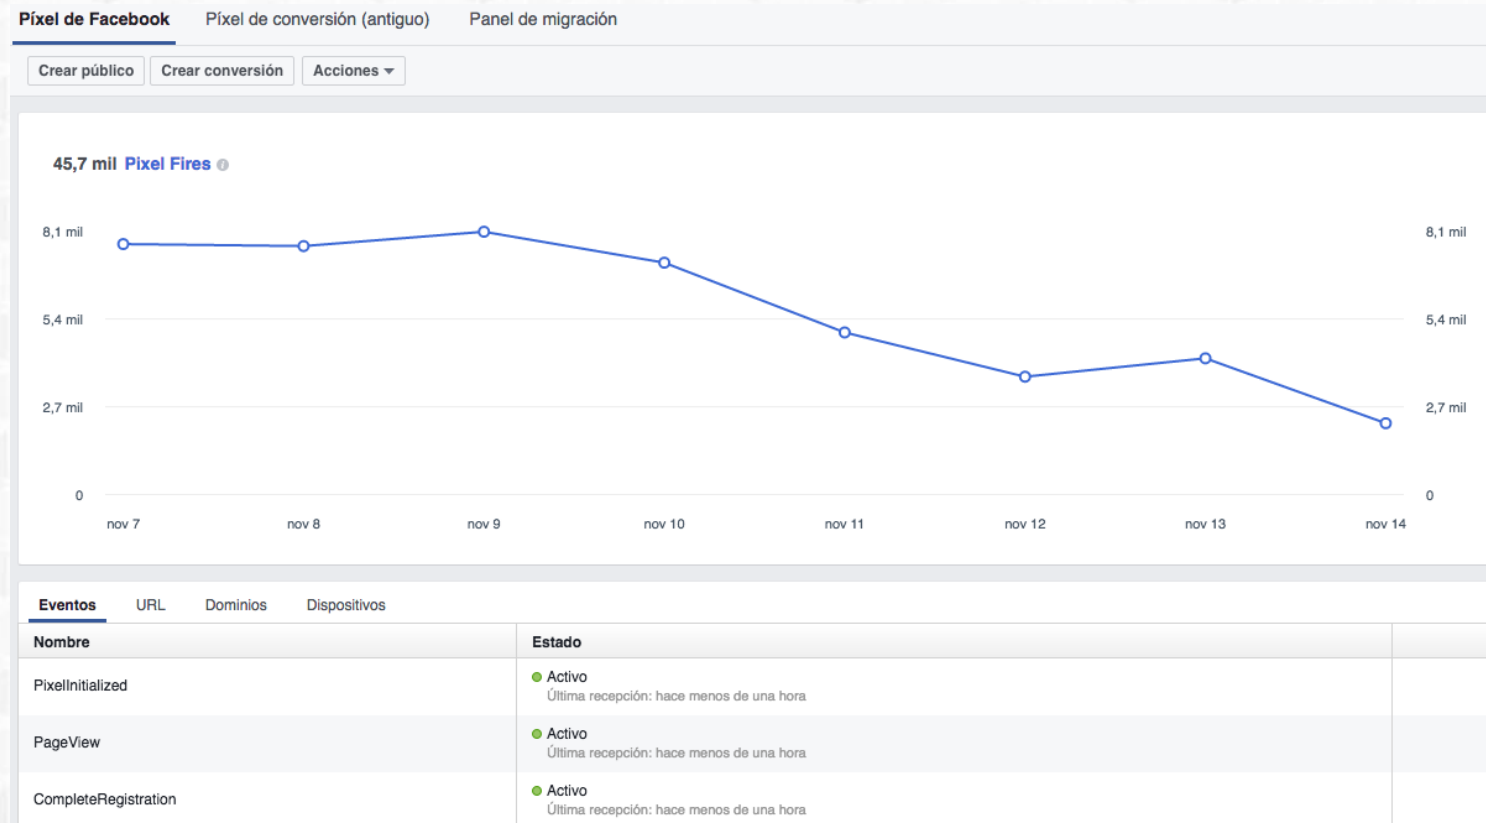 Píxel de Facebook Píxel de conversión (antiguo) Panel de migración
Crear público Crear conversión Acciones
45,7 mil Pixel Fires
8,1 mil 8,1 mil
5,4 mil 5,4 mil
2,7 mil 2,7 mil
0 0
nov 7 nov 8 nov 9 nov 10 nov 11 nov 12 nov 13 nov 14
Eventos URL Dominios Dispositivos
Nombre Estado
PixelInitialized Activo
Última recepción: hace menos de una hora
PageView Activo
Última recepción: hace menos de una hora
CompleteRegistration Activo
Última recepción: hace menos de una hora